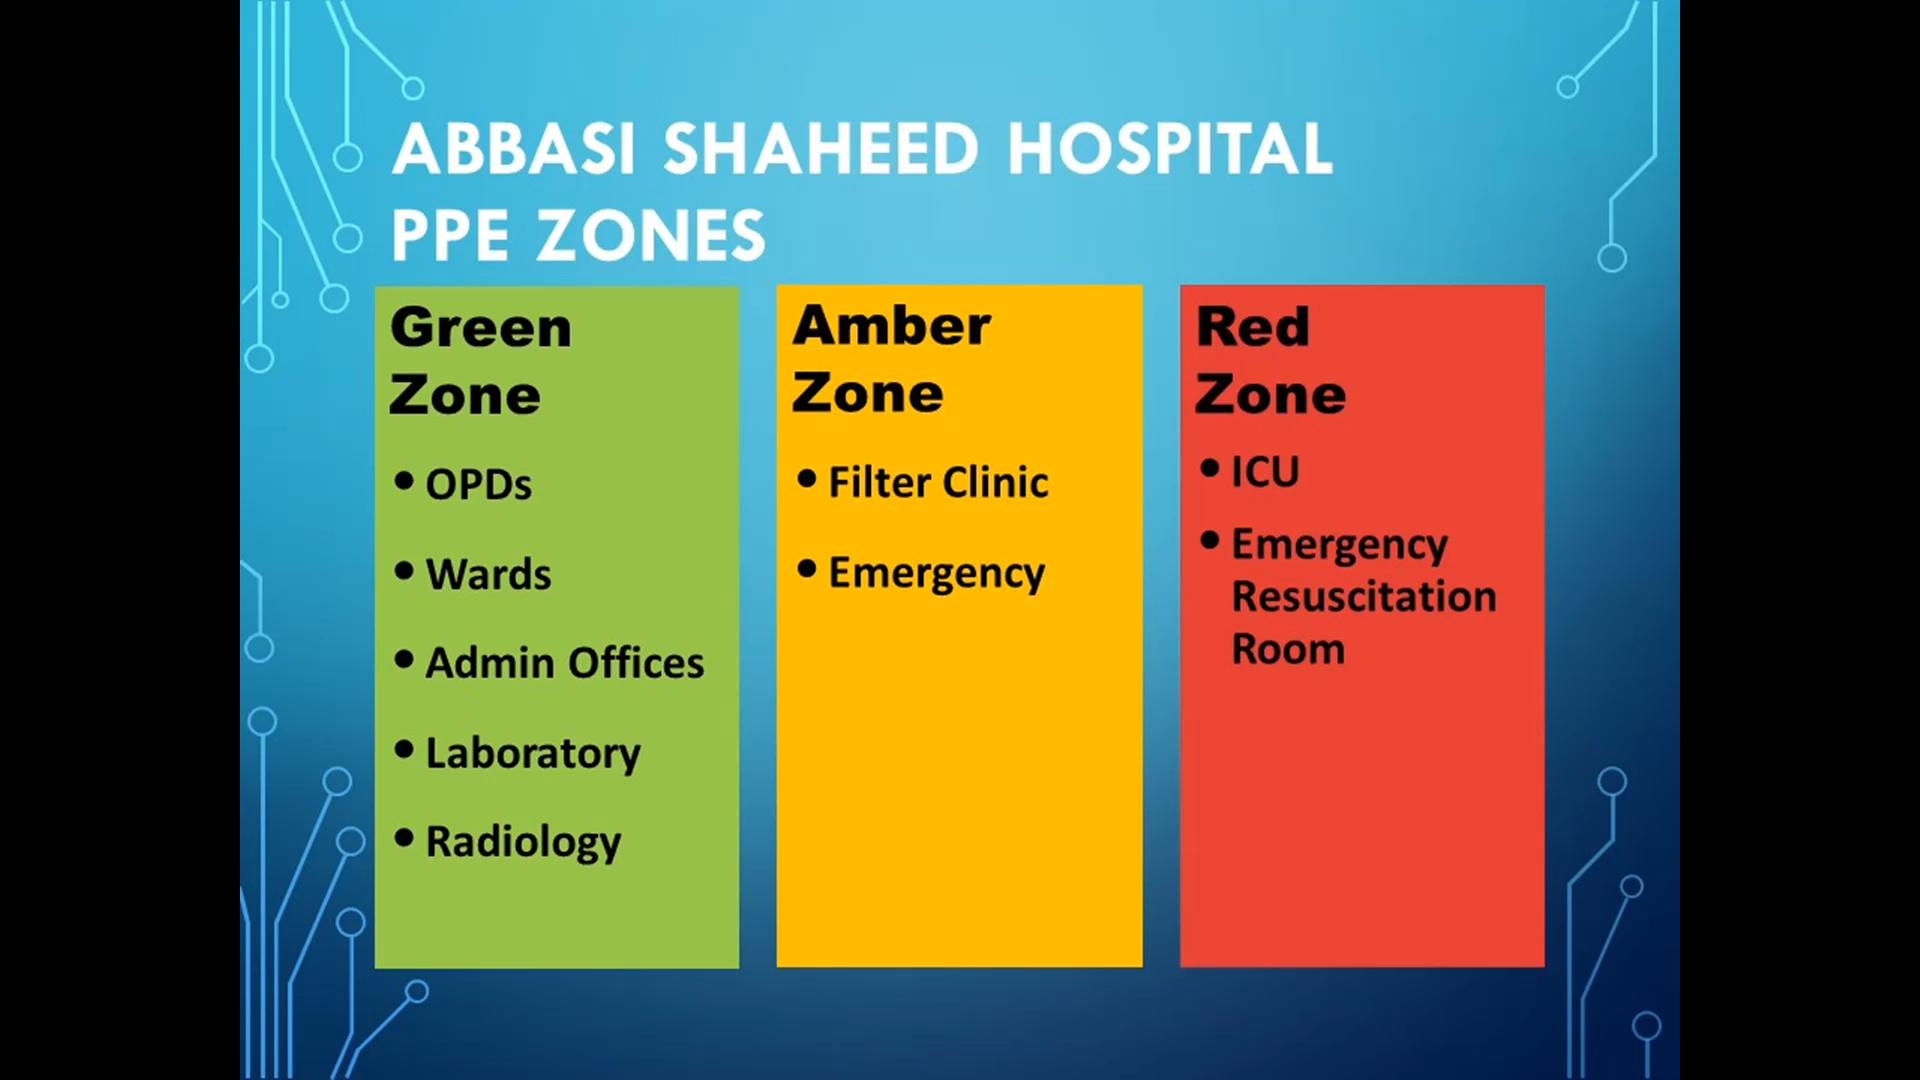 ABBASI SHAHEED HOSPITAL
PPE ZONES
Green
Zone
• OPDs
• Wards
• Admin Offices
• Laboratory
• Radiology
Amber
Zone
• Filter Clinic
• Emergency
Red
Zone
• ICU
• Emergency
Resuscitation
Room